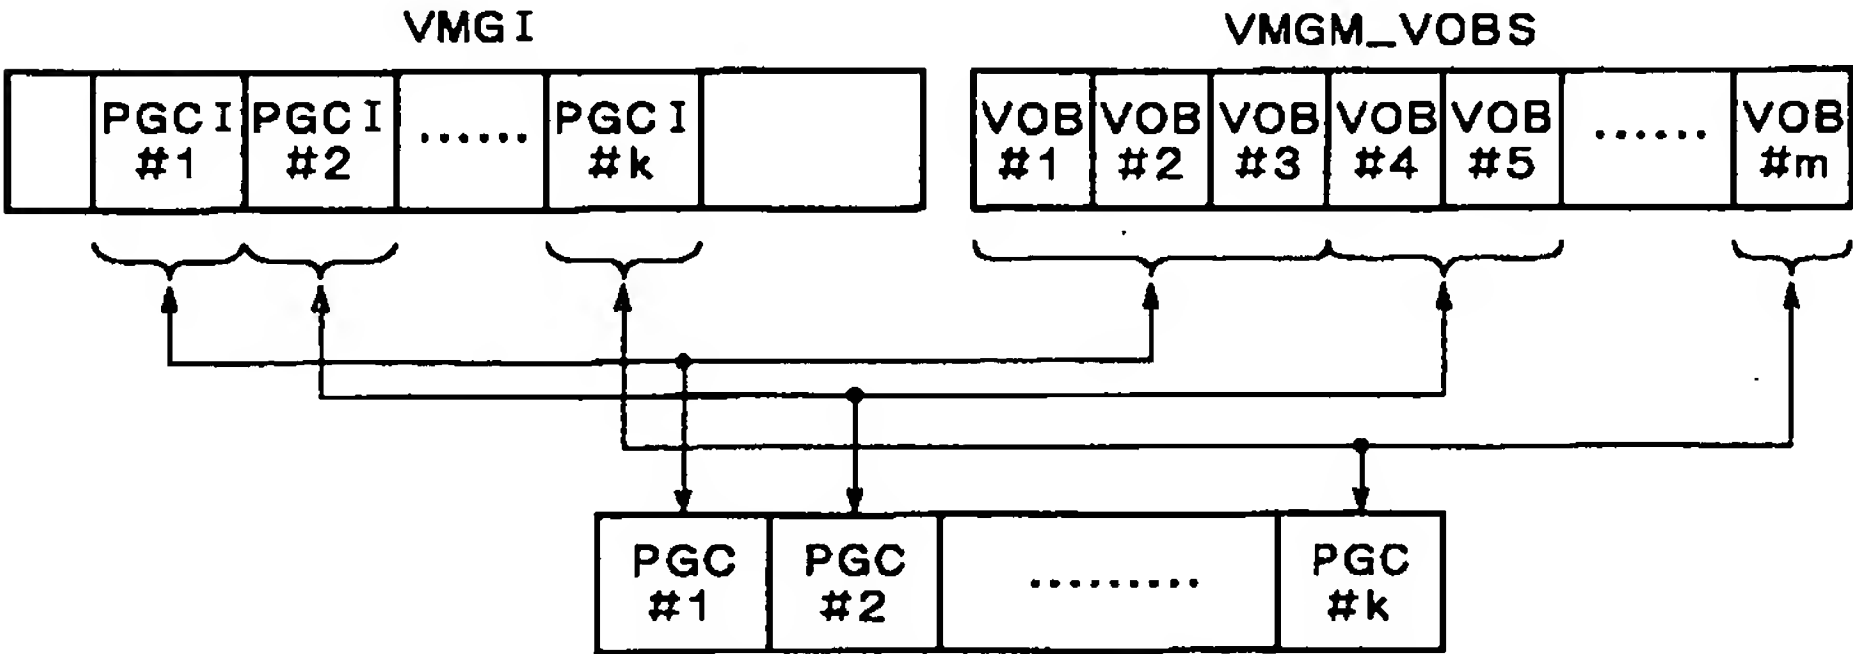 VMGI
VMGM_VOBS
PGCI PGCI ...... PGCI
#1 #2 #k
VOB VOB VOB VOB VOB ...... VOB
#1 #2 #3 #4 #5 #m
PGC PGC ......... PGC
#1 #2 #k